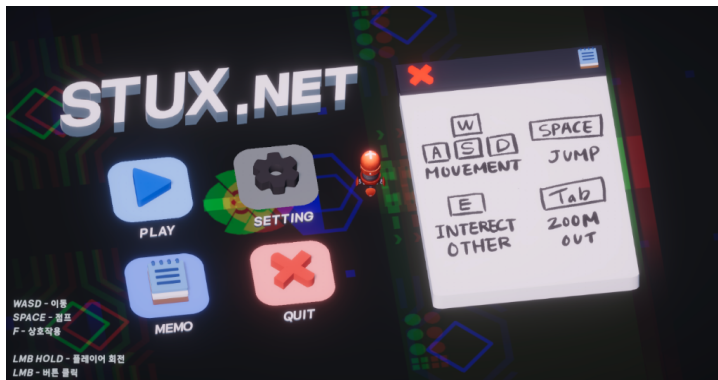 STUX.NET
PLAY
SETTING
MEMO
QUIT
W
A S D
MOVEMENT
SPACE
JUMP
E
INTERECT
OTHER
Tab
ZOOM
OUT
WASD - 이동
SPACE - 점프
F - 상호작용
LMB HOLD - 플레이어 회전
LMB - 버튼 클릭